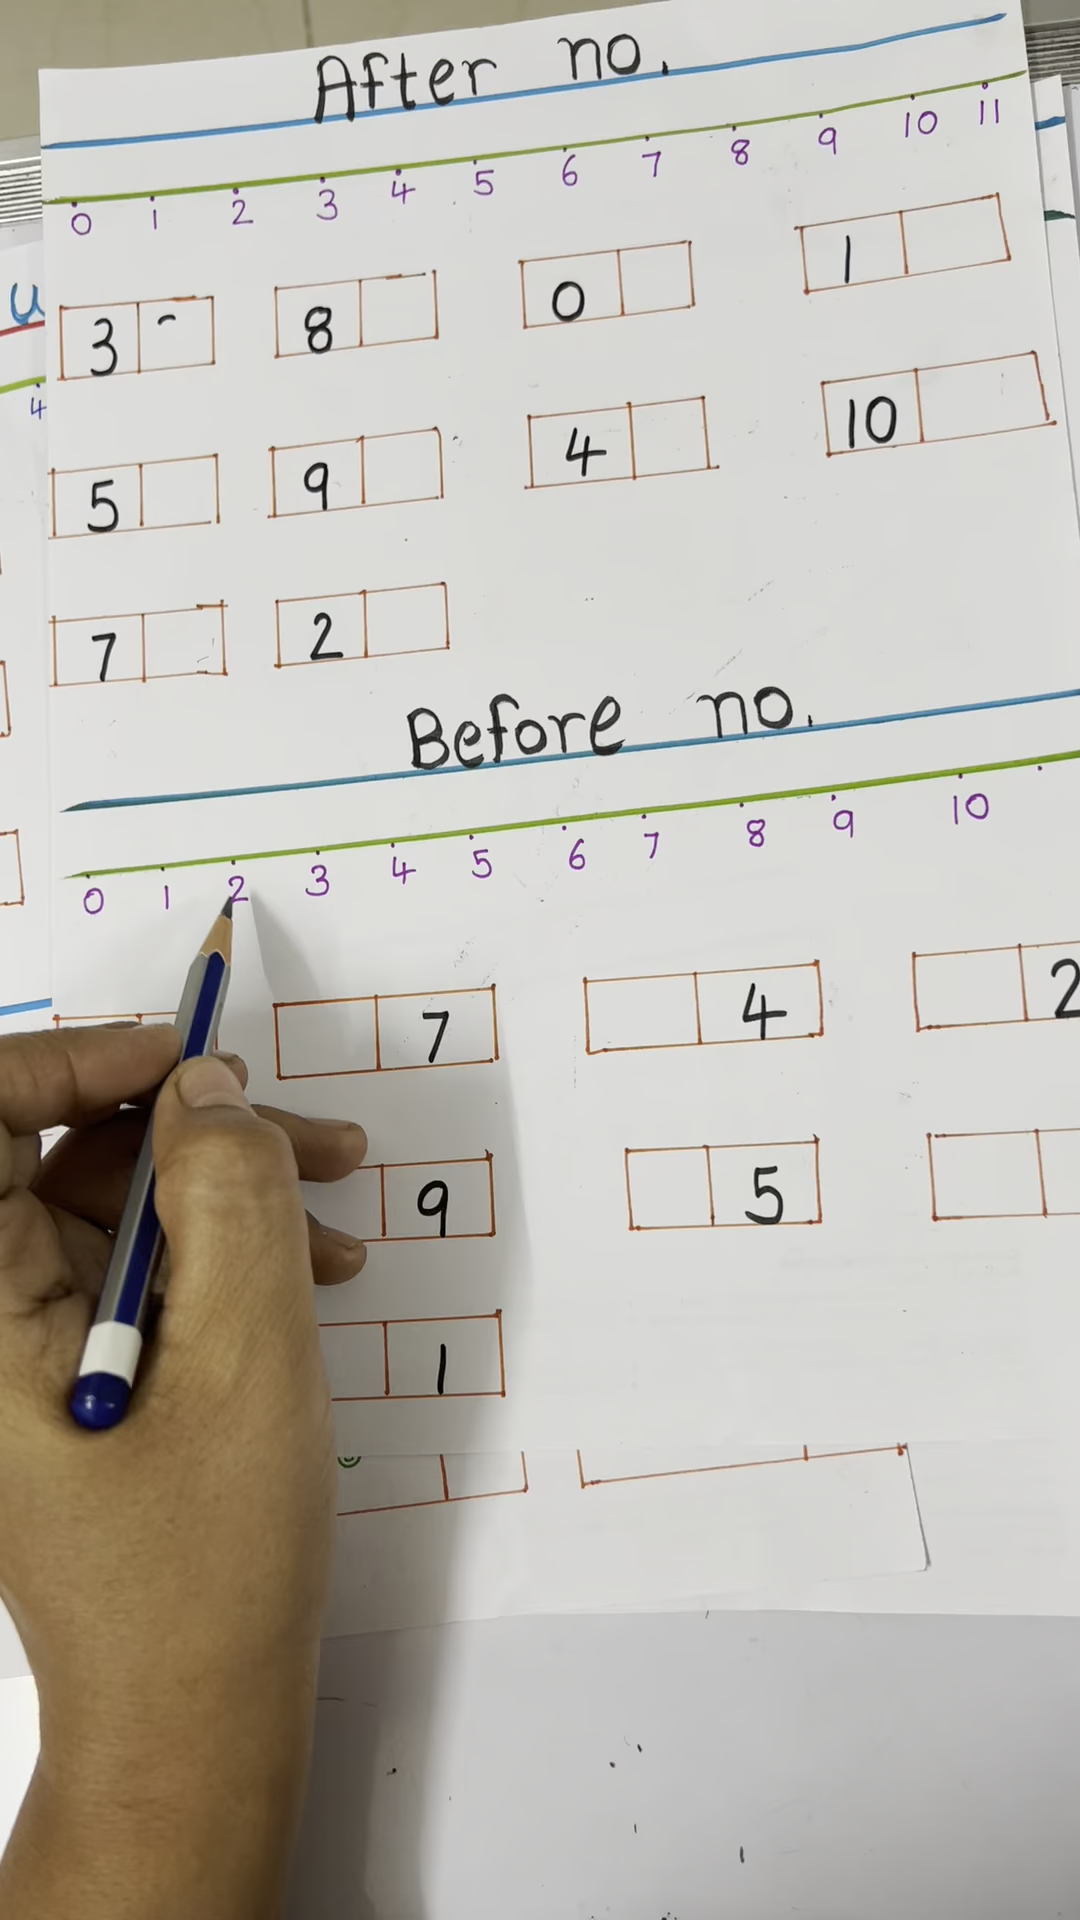 After no.
0 1 2 3 4 5 6 7 8 9 10 11
3 8 0 1
5 9 4 10
7 2
Before no.
0 1 2 3 4 5 6 7 8 9 10
7 4 2
9 5
1
u
4